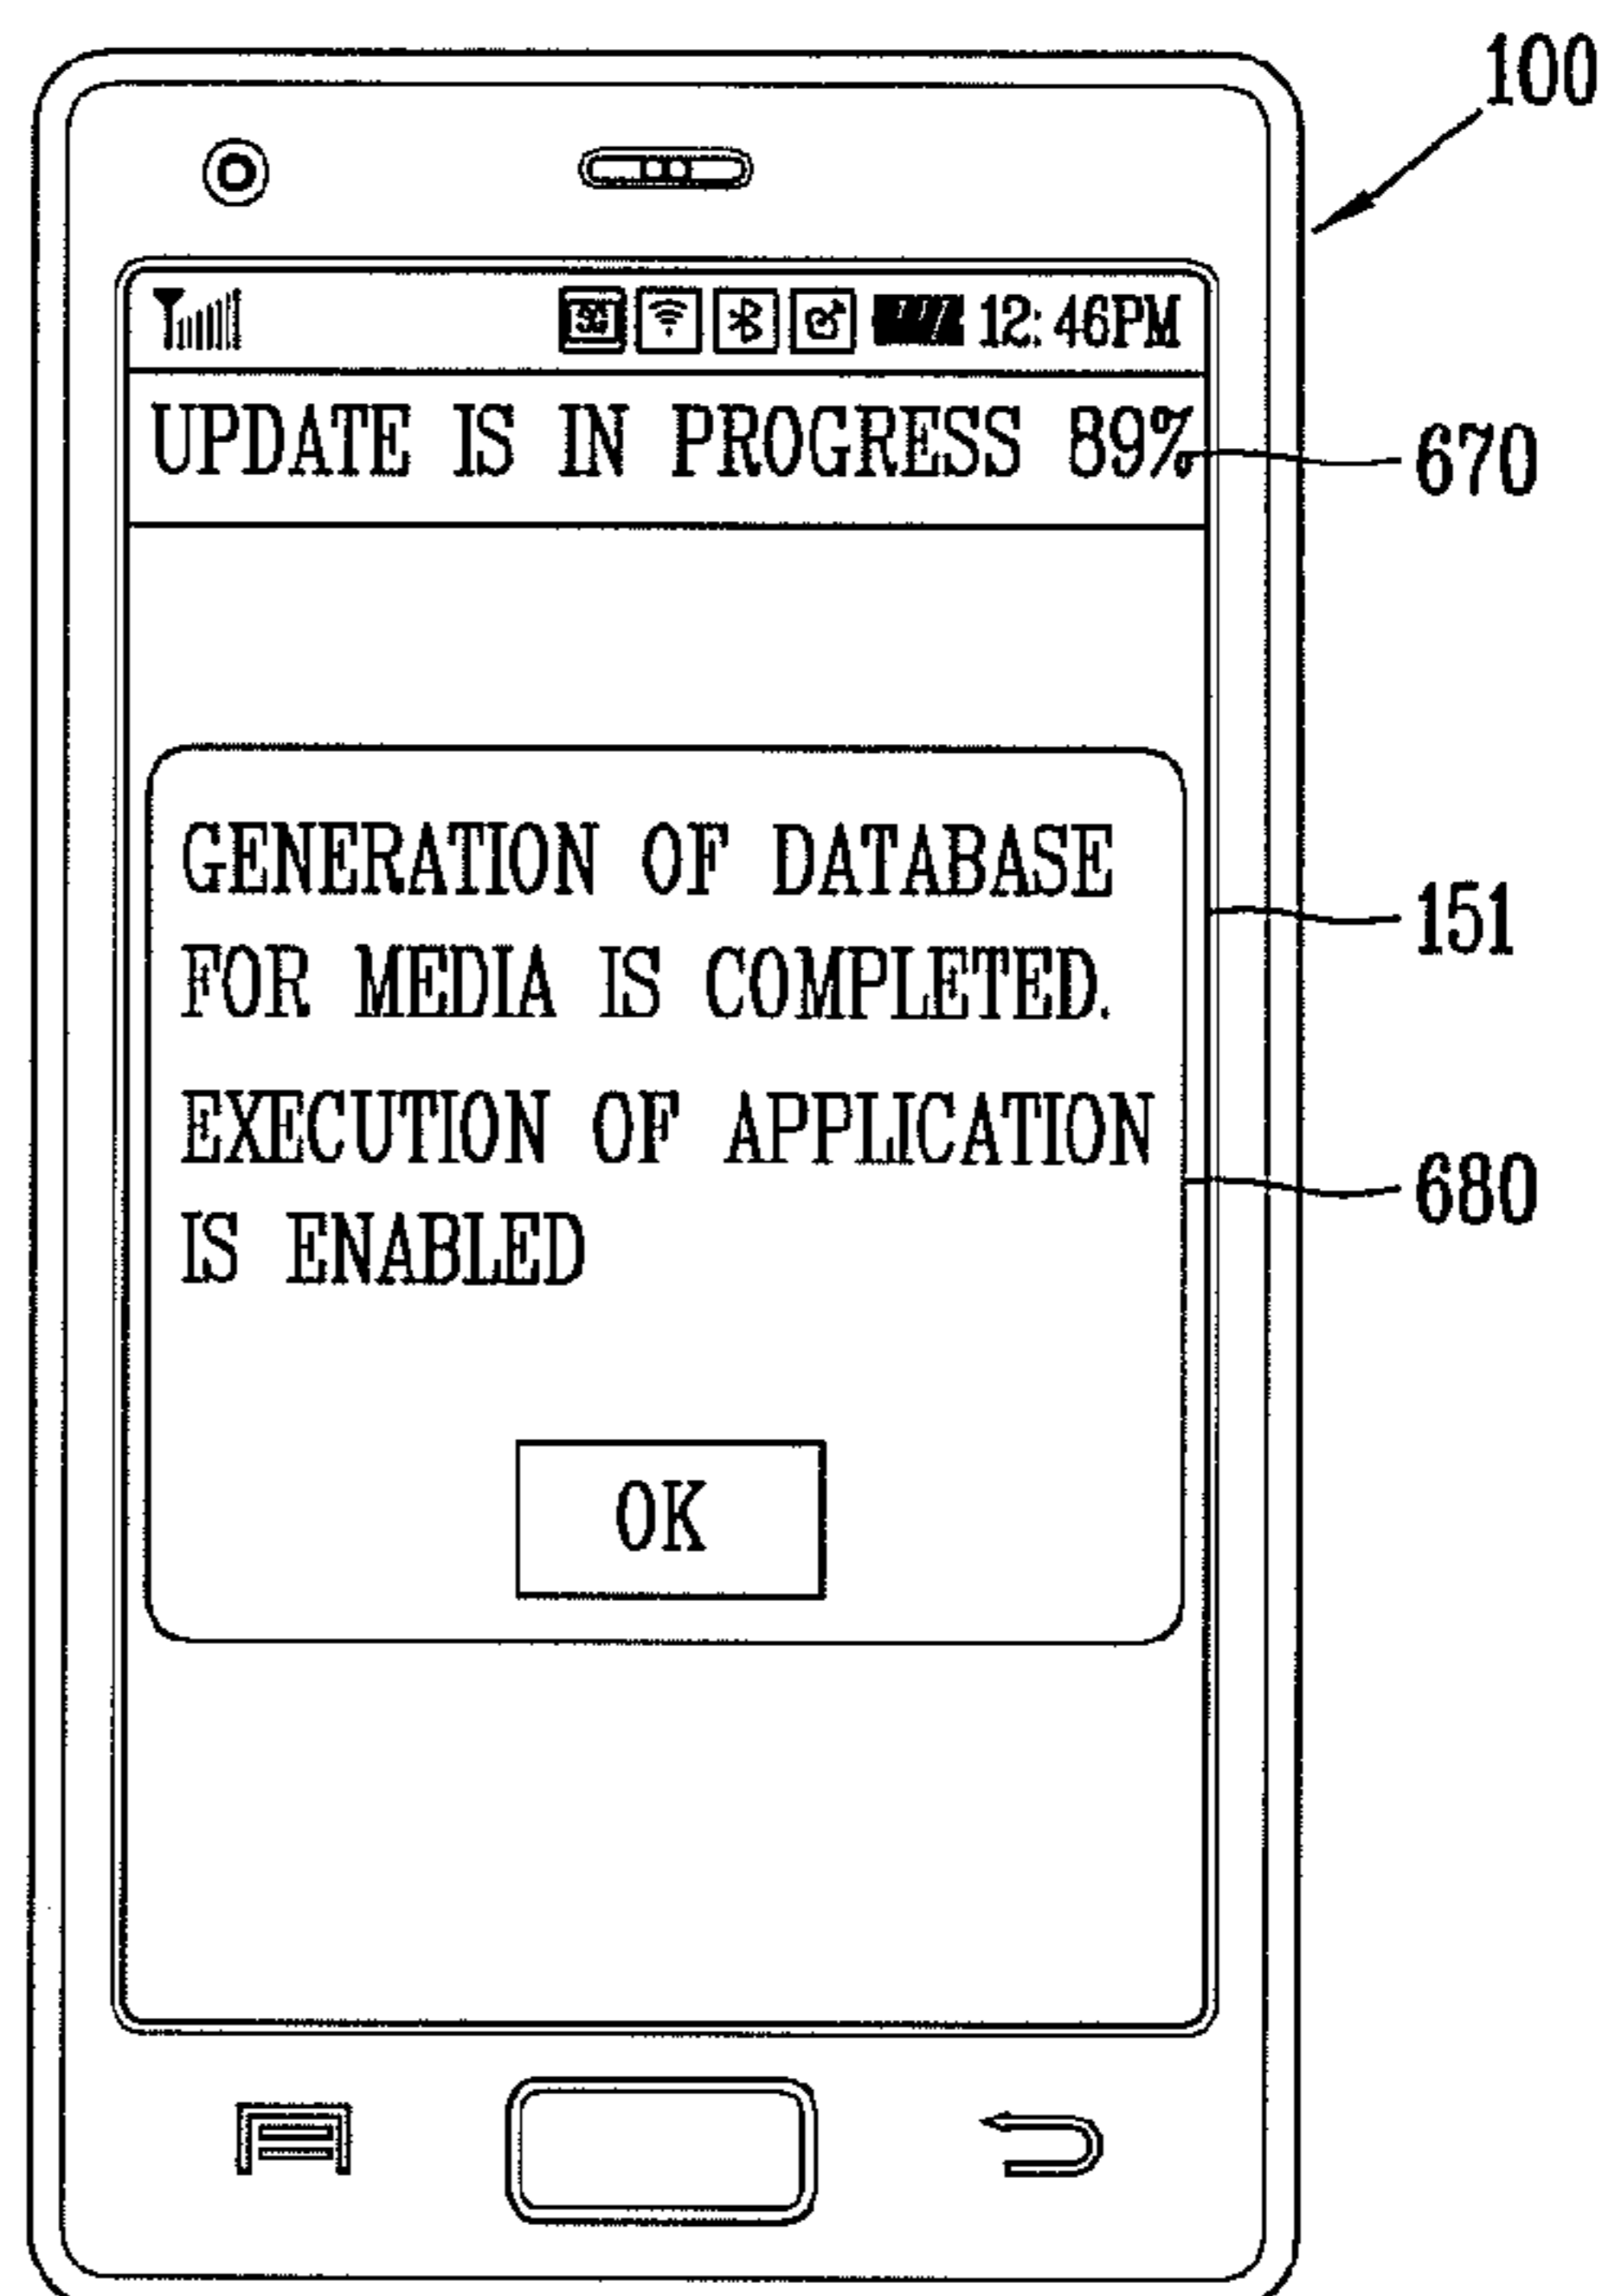 100
12:46PM
UPDATE IS IN PROGRESS 89%
670
GENERATION OF DATABASE
FOR MEDIA IS COMPLETED.
151
EXECUTION OF APPLICATION
IS ENABLED
680
OK